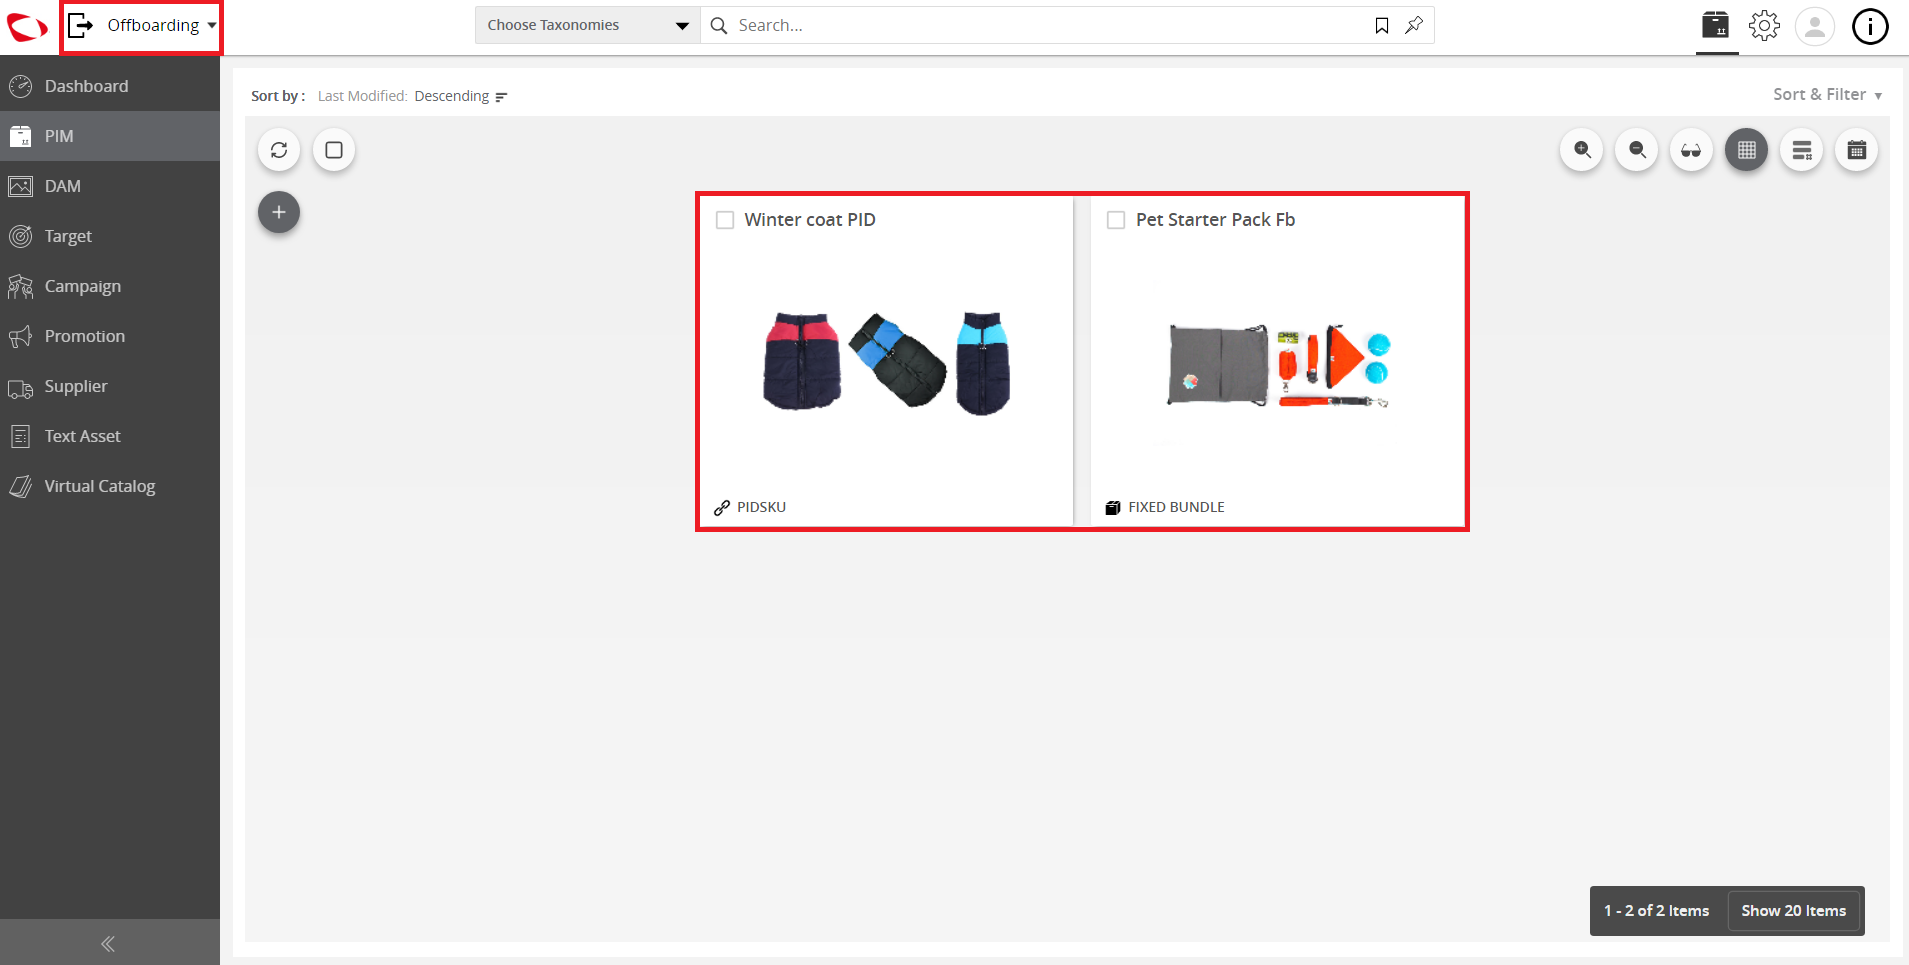 Offboarding
Choose Taxonomies
Search...
Dashboard
PIM
DAM
Target
Campaign
Promotion
Supplier
Text Asset
Virtual Catalog
Sort by : Last Modified: Descending
Sort & Filter
Winter coat PID
PIDSKU
Pet Starter Pack Fb
FIXED BUNDLE
1 - 2 of 2 Items
Show 20 Items